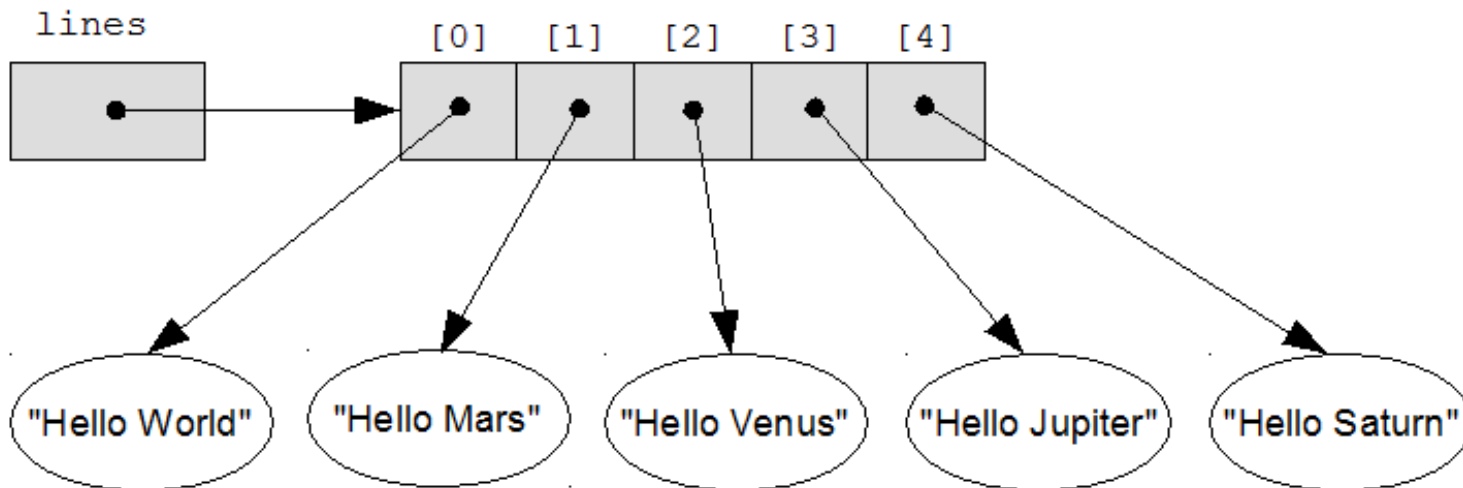 lines
[0] [1] [2] [3] [4]
"Hello World" "Hello Mars" "Hello Venus" "Hello Jupiter" "Hello Saturn"